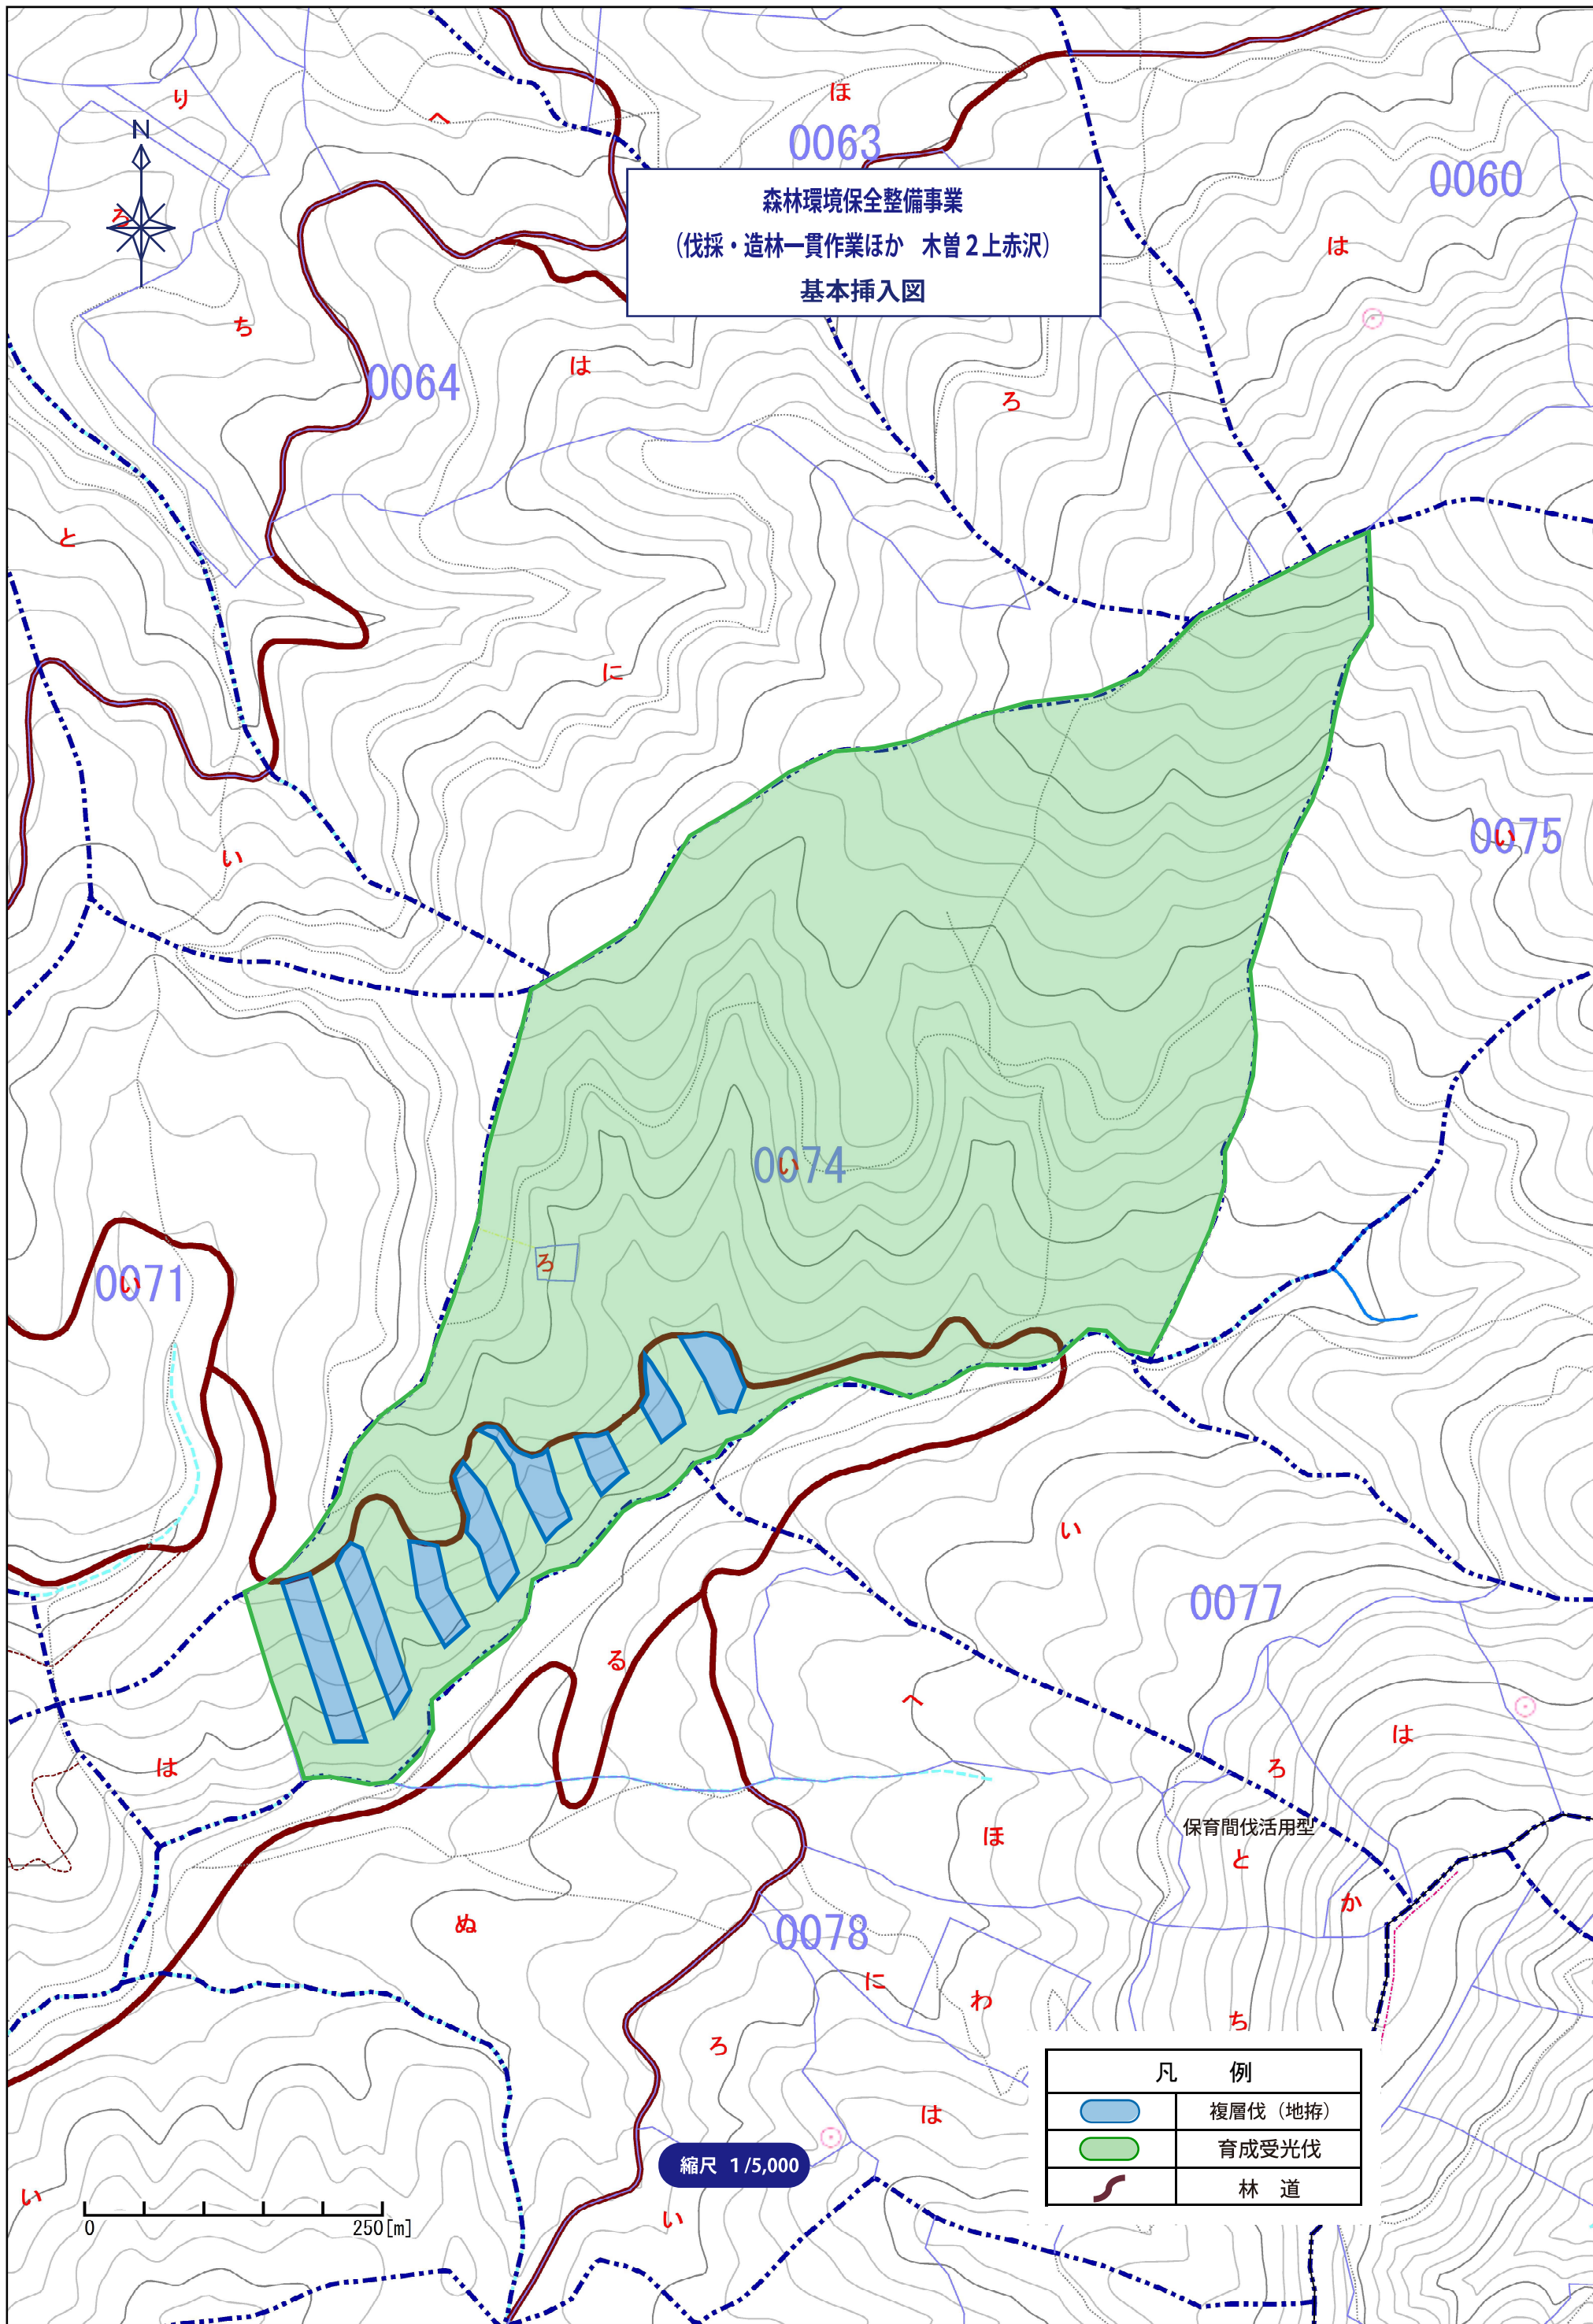 り
へ
ほ
0063
0060
N
ろ
森林環境保全整備事業
(伐採・造林一貫作業ほか　木曽２上赤沢)
基本挿入図
は
ち
は
0064
ろ
と
に
い
0075
い
0074
い
ろ
0071
い
い
0077
る
へ
は
は
ろ
保育間伐活用型
と
ほ
か
ぬ
0078
に
わ
ち
ろ
は
凡　例
複層伐（地拵）
育成受光伐
林　道
縮尺 １/5,000
い
い
0
250[m]